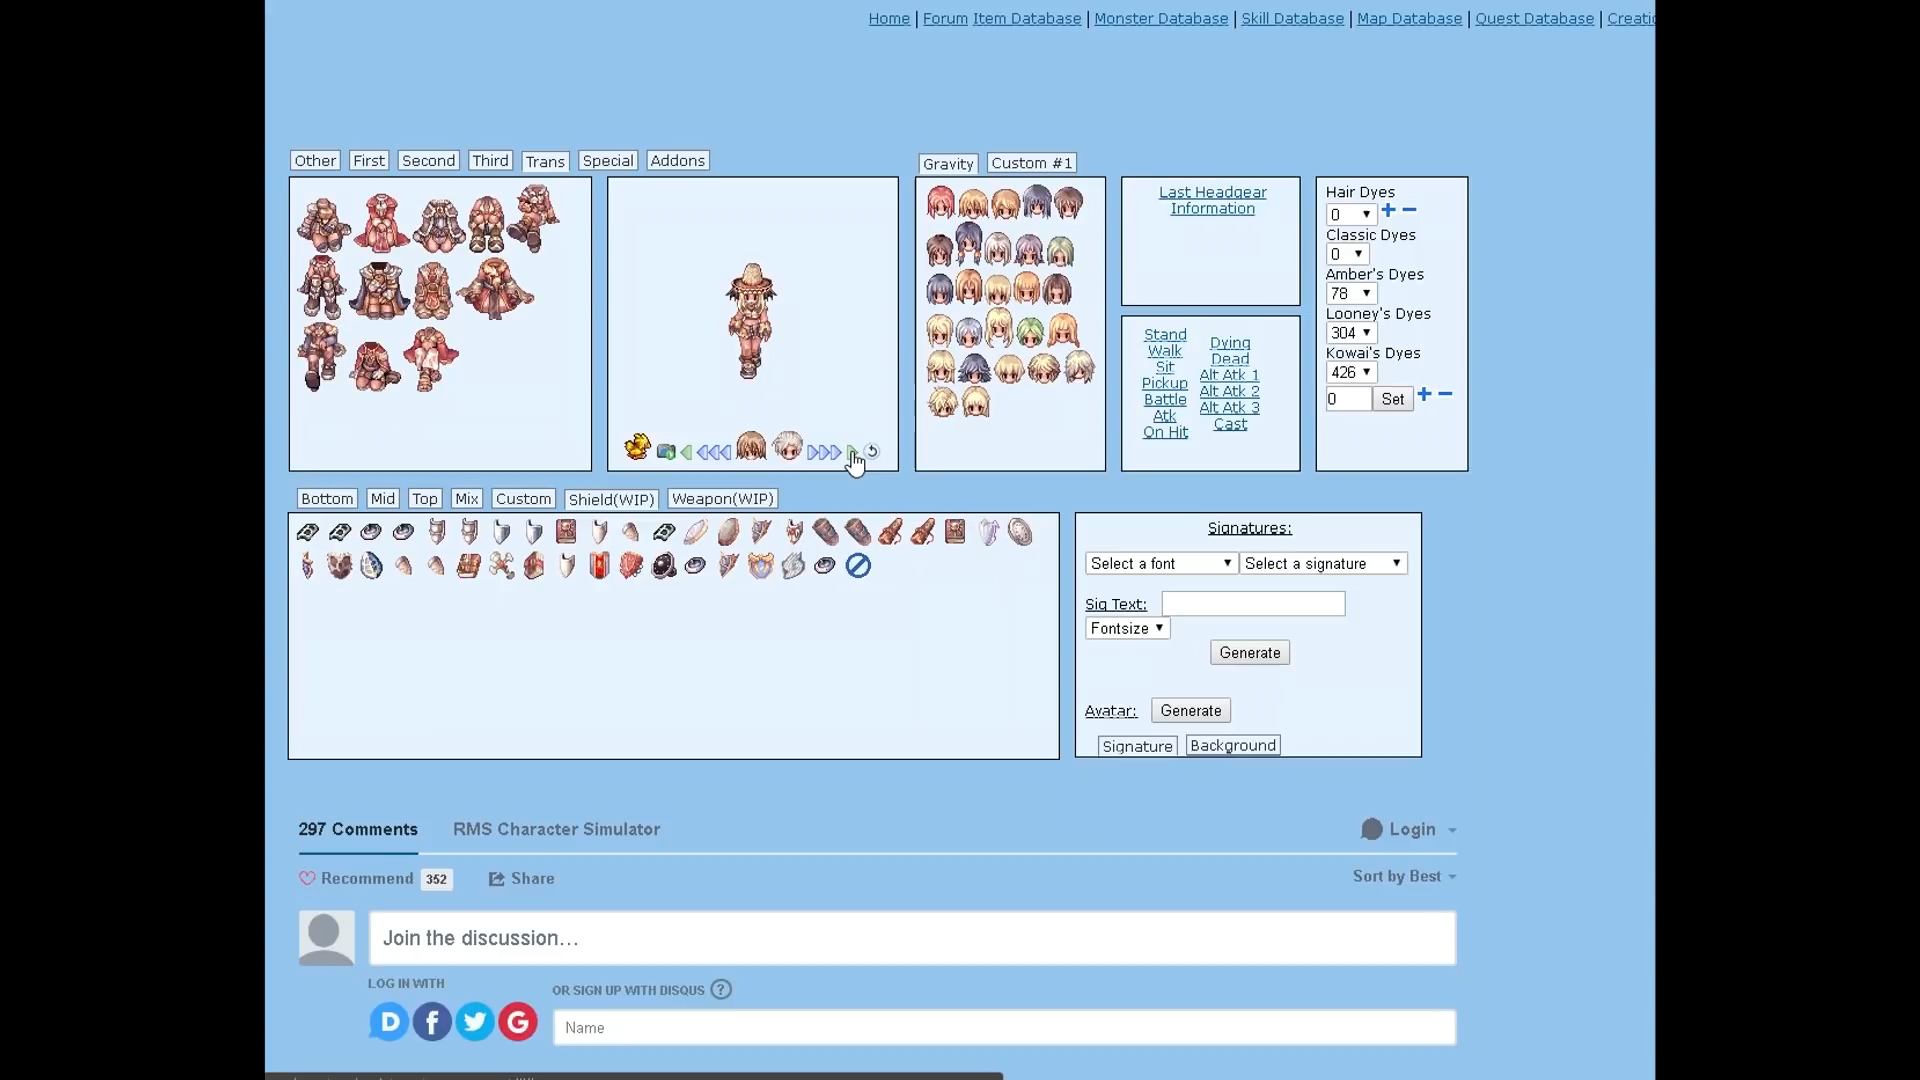 Home | Forum Item Database | Monster Database | Skill Database | Map Database | Quest Database | Creatio
Other First Second Third Trans Special Addons
Gravity Custom #1
Last Headgear
Information
Stand
Walk
Sit
Pickup
Battle
Atk
On Hit
Dying
Dead
Alt Atk 1
Alt Atk 2
Alt Atk 3
Cast
Hair Dyes
0
Classic Dyes
0
Amber's Dyes
78
Looney's Dyes
304
Kowai's Dyes
426
0 Set
Bottom Mid Top Mix Custom Shield(WIP) Weapon(WIP)
Signatures:
Select a font Select a signature
Sig Text:
Fontsize
Generate
Avatar: Generate
Signature Background
297 Comments RMS Character Simulator Login
Recommend 352 Share Sort by Best
Join the discussion…
LOG IN WITH
OR SIGN UP WITH DISQUS ?
D f G
Name